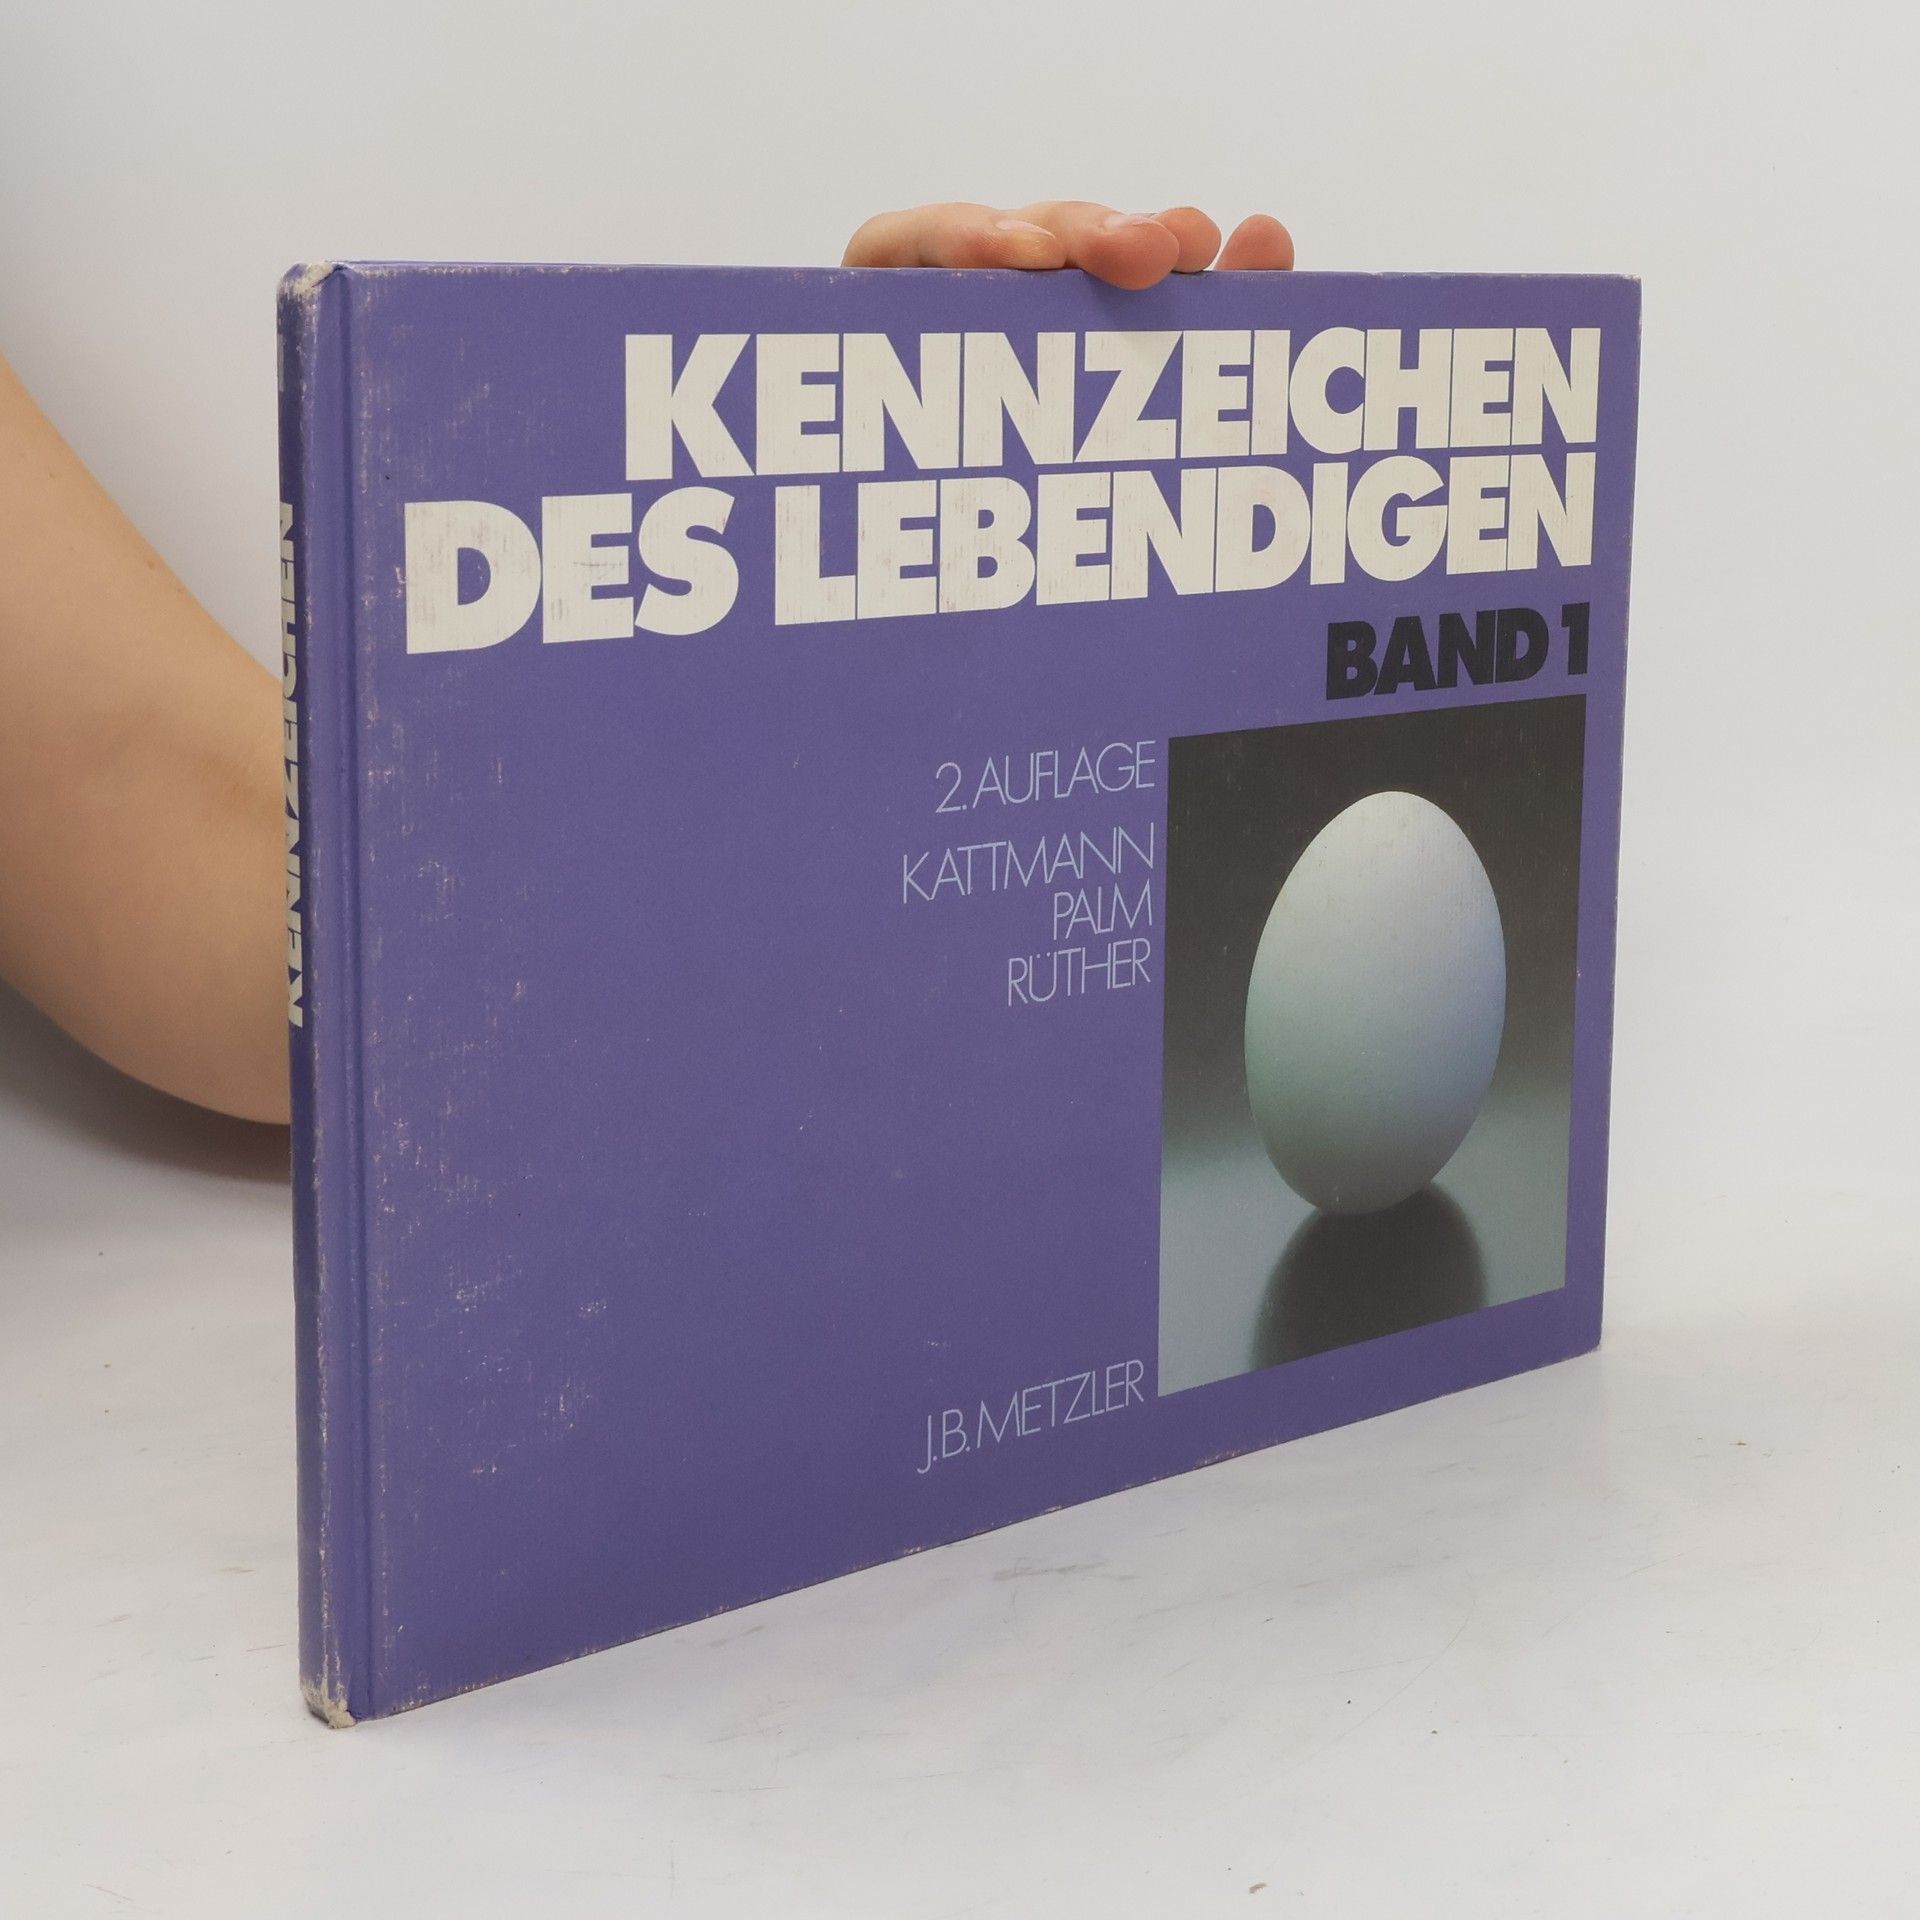 KENNZEICHEN
DES LEBENDIGEN
BAND 1
2. AUFLAGE
KATTMANN
PALM
RÜTHER
J.B. METZLER
KENNZEICHEN